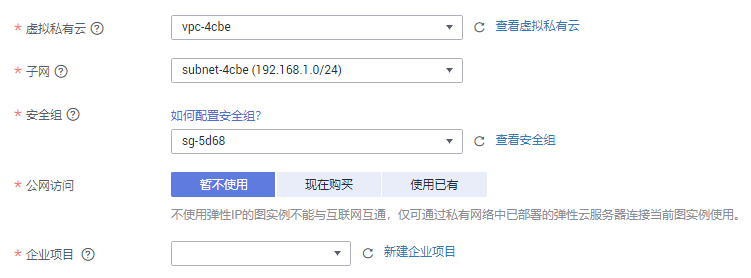 * 虚拟私有云 ? vpc-4cbe 查看虚拟私有云
* 子网 ? subnet-4cbe (192.168.1.0/24)
* 安全组 ? 如何配置安全组?
sg-5d68 查看安全组
* 公网访问 暂不使用 现在购买 使用已有
不使用弹性IP的图实例不能与互联网互通，仅可通过私有网络中已部署的弹性云服务器连接当前图实例使用。
* 企业项目 ? 新建企业项目